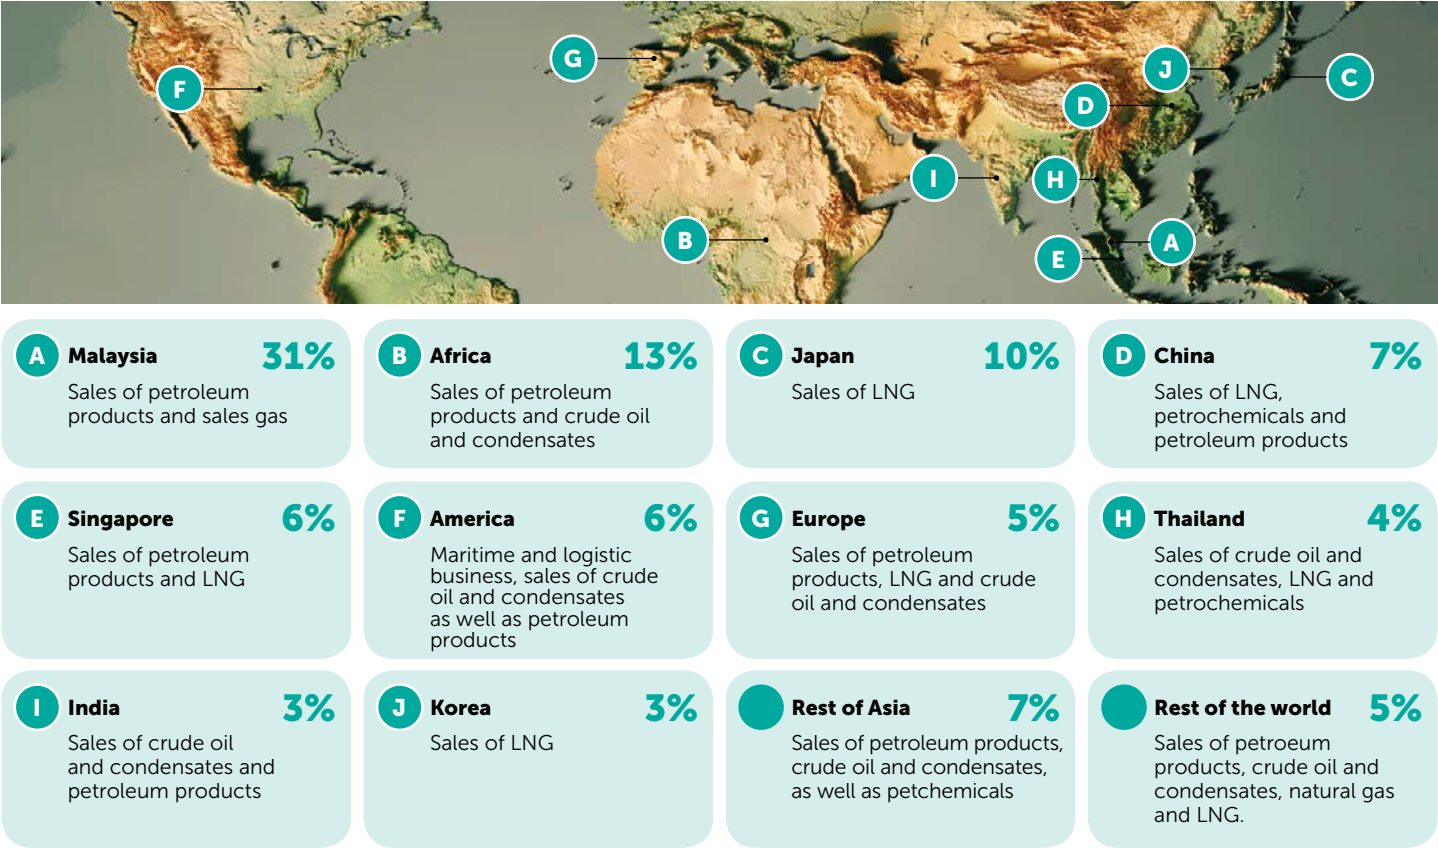 G
J
C
F
D
I
H
B
A
E
A Malaysia 31%
Sales of petroleum
products and sales gas
B Africa 13%
Sales of petroleum
products and crude oil
and condensates
C Japan 10%
Sales of LNG
D China 7%
Sales of LNG,
petrochemicals and
petroleum products
E Singapore 6%
Sales of petroleum
products and LNG
F America 6%
Maritime and logistic
business, sales of crude
oil and condensates
as well as petroleum
products
G Europe 5%
Sales of petroleum
products, LNG and crude
oil and condensates
H Thailand 4%
Sales of crude oil and
condensates, LNG and
petrochemicals
I India 3%
Sales of crude oil
and condensates and
petroleum products
J Korea 3%
Sales of LNG
Rest of Asia 7%
Sales of petroleum products,
crude oil and condensates,
as well as petchemicals
Rest of the world 5%
Sales of petroeum
products, crude oil and
condensates, natural gas
and LNG.